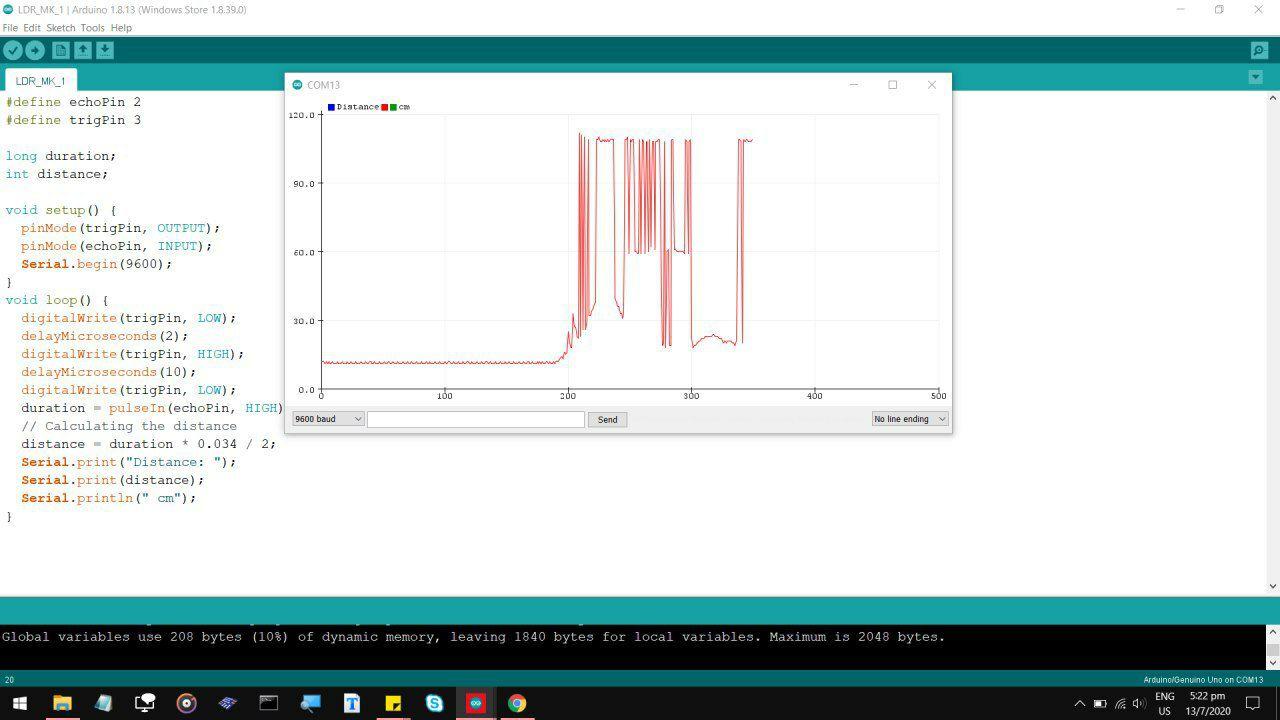 LDR_MK_1 | Arduino 1.8.13 (Windows Store 1.8.39.0)
File Edit Sketch Tools Help
LDR_MK_1
#define echoPin 2
#define trigPin 3
long duration;
int distance;
void setup() {
pinMode(trigPin, OUTPUT);
pinMode(echoPin, INPUT);
Serial.begin(9600);
}
void loop() {
digitalWrite(trigPin, LOW);
delayMicroseconds(2);
digitalWrite(trigPin, HIGH);
delayMicroseconds(10);
digitalWrite(trigPin, LOW);
duration = pulseIn(echoPin, HIGH)
// Calculating the distance
distance = duration * 0.034 / 2;
Serial.print("Distance: ");
Serial.print(distance);
Serial.println(" cm");
}
COM13
Distance cm
120.0
90.0
60.0
30.0
0.0
0 100 200 300 400 500
9600 baud Send No line ending
Global variables use 208 bytes (10%) of dynamic memory, leaving 1840 bytes for local variables. Maximum is 2048 bytes.
20 Arduino/Genuino Uno on COM13
ENG 5:22 pm
US 13/7/2020